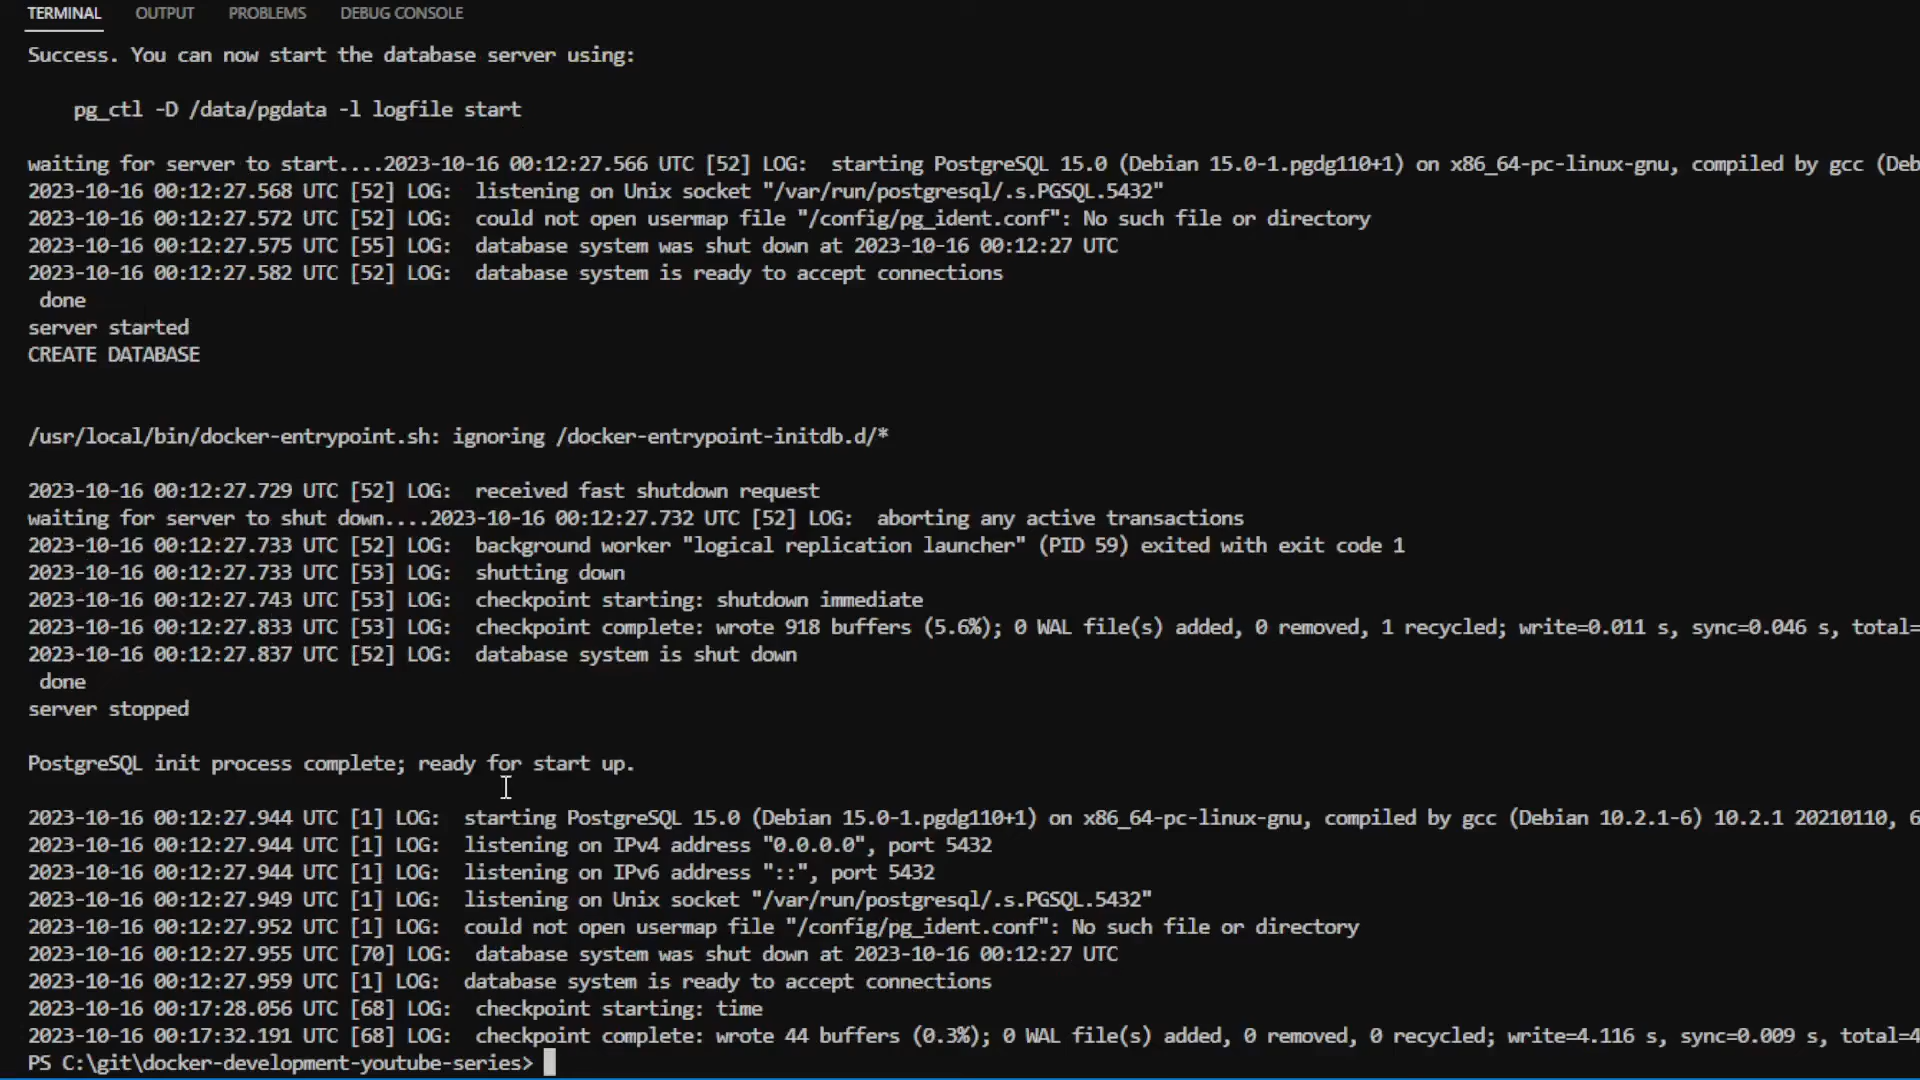 TERMINAL OUTPUT PROBLEMS DEBUG CONSOLE
Success. You can now start the database server using:
pg_ctl -D /data/pgdata -l logfile start
waiting for server to start....2023-10-16 00:12:27.566 UTC [52] LOG:  starting PostgreSQL 15.0 (Debian 15.0-1.pgdg110+1) on x86_64-pc-linux-gnu, compiled by gcc (Deb
2023-10-16 00:12:27.568 UTC [52] LOG:  listening on Unix socket "/var/run/postgresql/.s.PGSQL.5432"
2023-10-16 00:12:27.572 UTC [52] LOG:  could not open usermap file "/config/pg_ident.conf": No such file or directory
2023-10-16 00:12:27.575 UTC [55] LOG:  database system was shut down at 2023-10-16 00:12:27 UTC
2023-10-16 00:12:27.582 UTC [52] LOG:  database system is ready to accept connections
done
server started
CREATE DATABASE
/usr/local/bin/docker-entrypoint.sh: ignoring /docker-entrypoint-initdb.d/*
2023-10-16 00:12:27.729 UTC [52] LOG:  received fast shutdown request
waiting for server to shut down....2023-10-16 00:12:27.732 UTC [52] LOG:  aborting any active transactions
2023-10-16 00:12:27.733 UTC [52] LOG:  background worker "logical replication launcher" (PID 59) exited with exit code 1
2023-10-16 00:12:27.733 UTC [53] LOG:  shutting down
2023-10-16 00:12:27.743 UTC [53] LOG:  checkpoint starting: shutdown immediate
2023-10-16 00:12:27.833 UTC [53] LOG:  checkpoint complete: wrote 918 buffers (5.6%); 0 WAL file(s) added, 0 removed, 1 recycled; write=0.011 s, sync=0.046 s, total=
2023-10-16 00:12:27.837 UTC [52] LOG:  database system is shut down
done
server stopped
PostgreSQL init process complete; ready for start up.
2023-10-16 00:12:27.944 UTC [1] LOG:  starting PostgreSQL 15.0 (Debian 15.0-1.pgdg110+1) on x86_64-pc-linux-gnu, compiled by gcc (Debian 10.2.1-6) 10.2.1 20210110, 6
2023-10-16 00:12:27.944 UTC [1] LOG:  listening on IPv4 address "0.0.0.0", port 5432
2023-10-16 00:12:27.944 UTC [1] LOG:  listening on IPv6 address "::", port 5432
2023-10-16 00:12:27.949 UTC [1] LOG:  listening on Unix socket "/var/run/postgresql/.s.PGSQL.5432"
2023-10-16 00:12:27.952 UTC [1] LOG:  could not open usermap file "/config/pg_ident.conf": No such file or directory
2023-10-16 00:12:27.955 UTC [70] LOG:  database system was shut down at 2023-10-16 00:12:27 UTC
2023-10-16 00:12:27.959 UTC [1] LOG:  database system is ready to accept connections
2023-10-16 00:17:28.056 UTC [68] LOG:  checkpoint starting: time
2023-10-16 00:17:32.191 UTC [68] LOG:  checkpoint complete: wrote 44 buffers (0.3%); 0 WAL file(s) added, 0 removed, 0 recycled; write=4.116 s, sync=0.009 s, total=4
PS C:\git\docker-development-youtube-series>